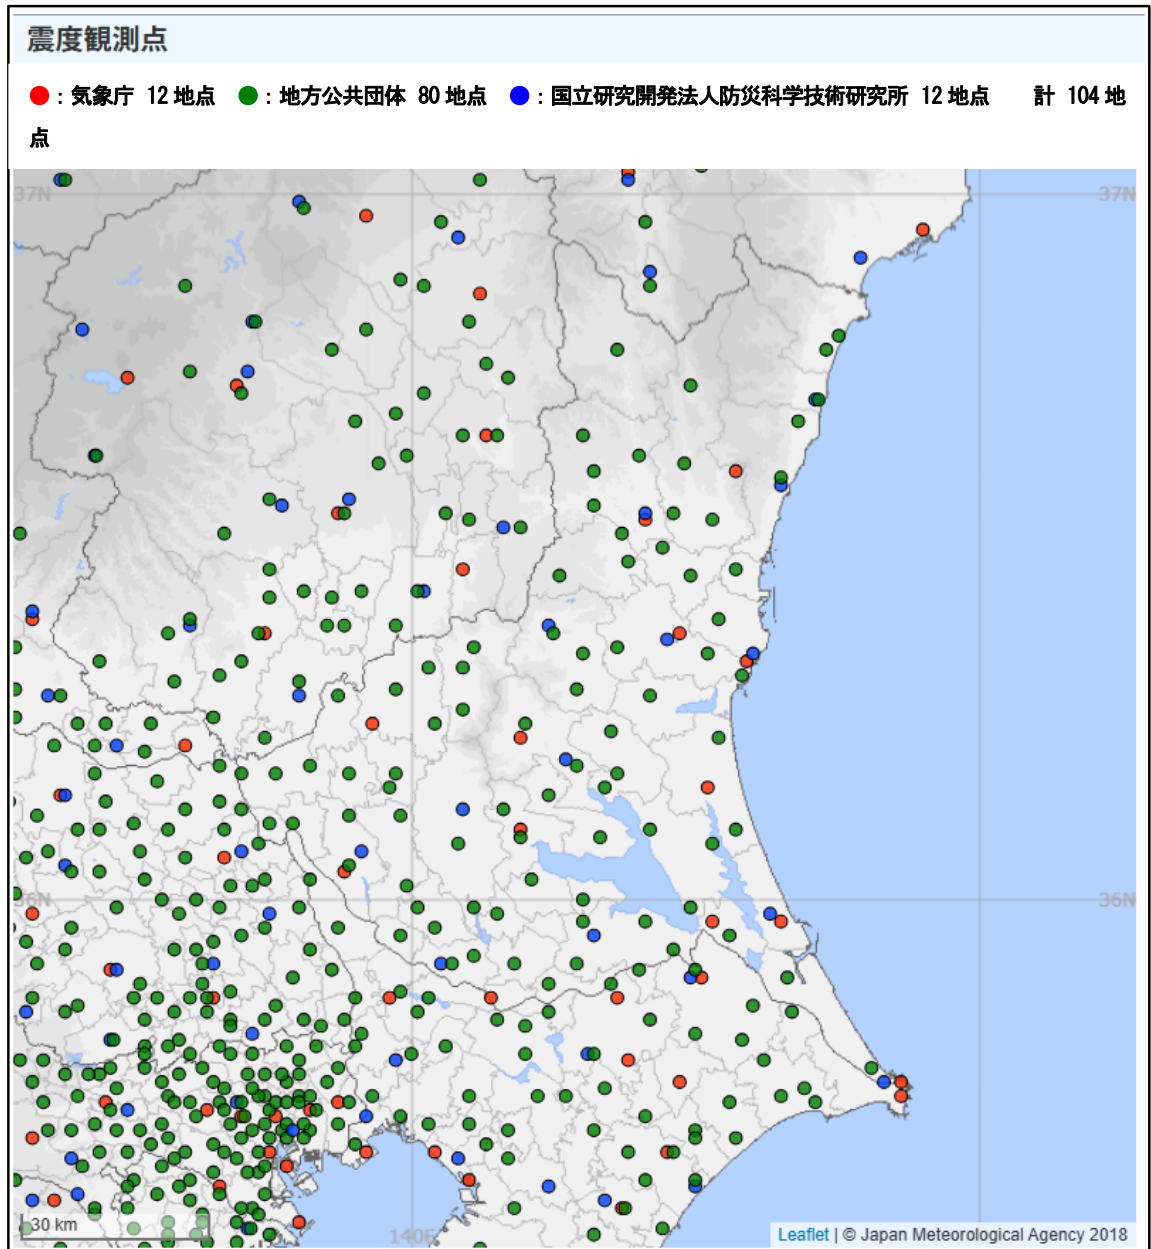 震度観測点
●：気象庁 12 地点 ●：地方公共団体 80 地点 ●：国立研究開発法人防災科学技術研究所 12 地点 計 104 地
点
37N 37N
36N 36N
30 km
140E
Leaflet | © Japan Meteorological Agency 2018